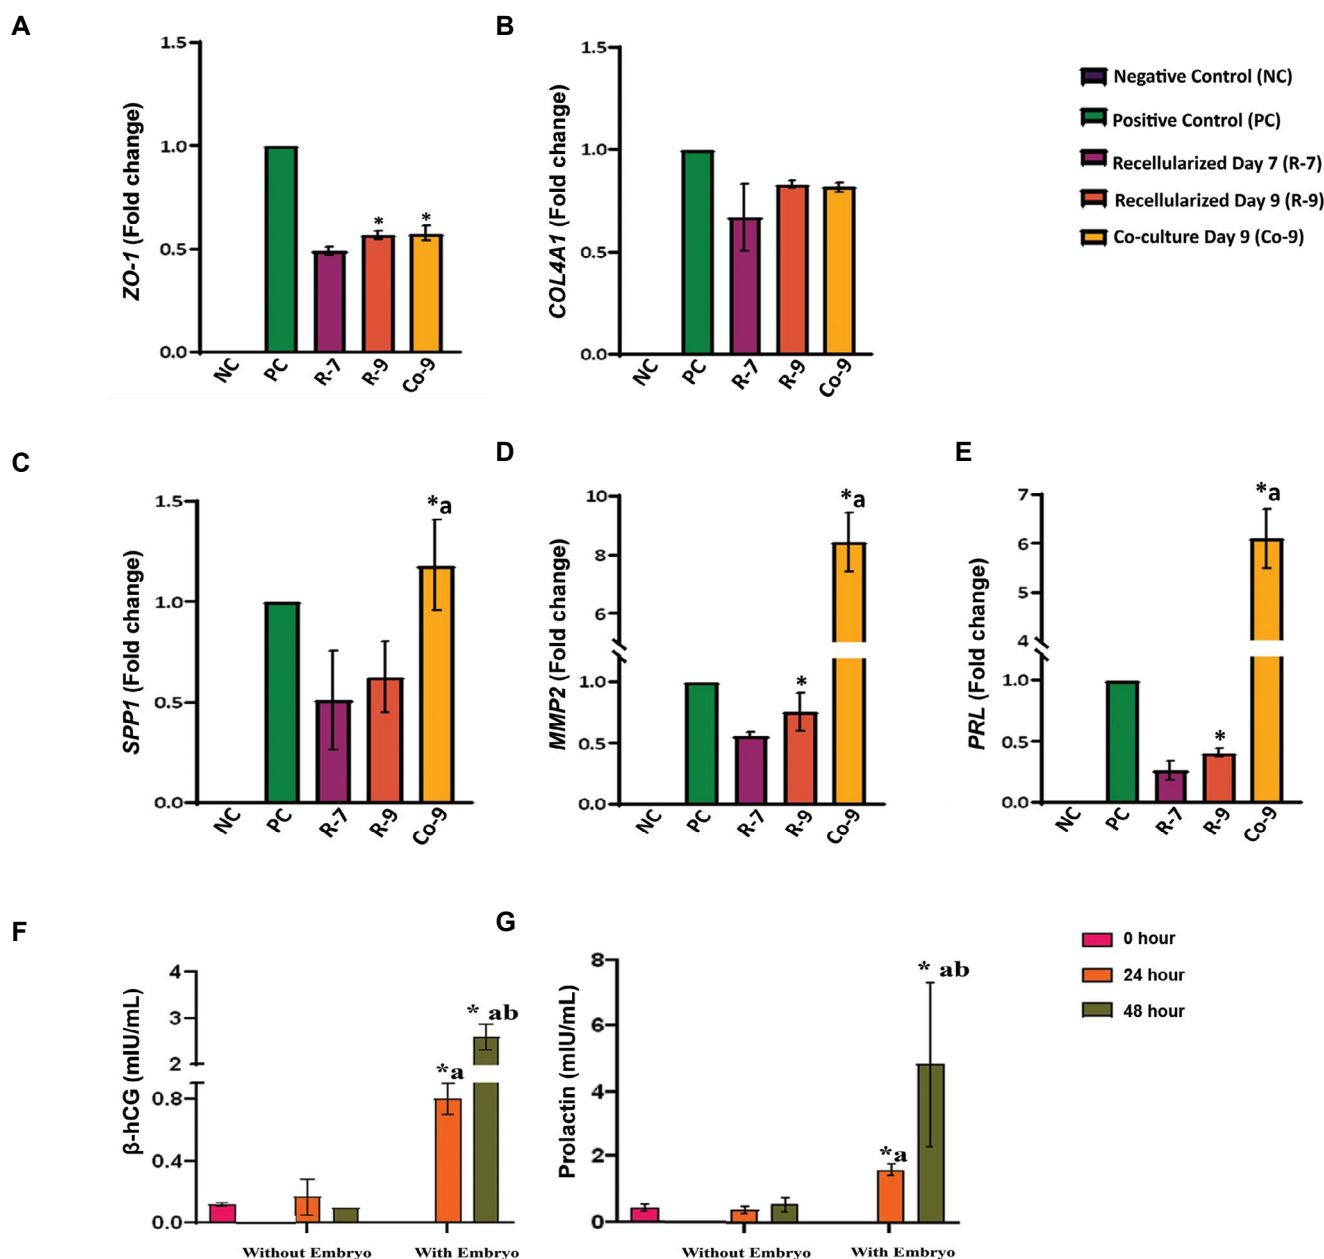 A
ZO-1 (Fold change)
1.5
1.0
0.5
0.0
NC
PC
R-7
R-9
Co-9
*
*
B
COL4A1 (Fold change)
1.5
1.0
0.5
0.0
NC
PC
R-7
R-9
Co-9
Negative Control (NC)
Positive Control (PC)
Recellularized Day 7 (R-7)
Recellularized Day 9 (R-9)
Co-culture Day 9 (Co-9)
C
SPP1 (Fold change)
1.5
1.0
0.5
0.0
NC
PC
R-7
R-9
Co-9
*a
D
MMP2 (Fold change)
10
8
6
1.0
0.5
0.0
NC
PC
R-7
R-9
Co-9
*
*a
E
PRL (Fold change)
7
6
5
4
1.0
0.5
0.0
NC
PC
R-7
R-9
Co-9
*
*a
F
β-hCG (mIU/mL)
4
3
2
0.8
0.4
0.0
*a
* ab
Without Embryo
With Embryo
G
Prolactin (mIU/mL)
8
6
4
2
0
*a
* ab
Without Embryo
With Embryo
0 hour
24 hour
48 hour